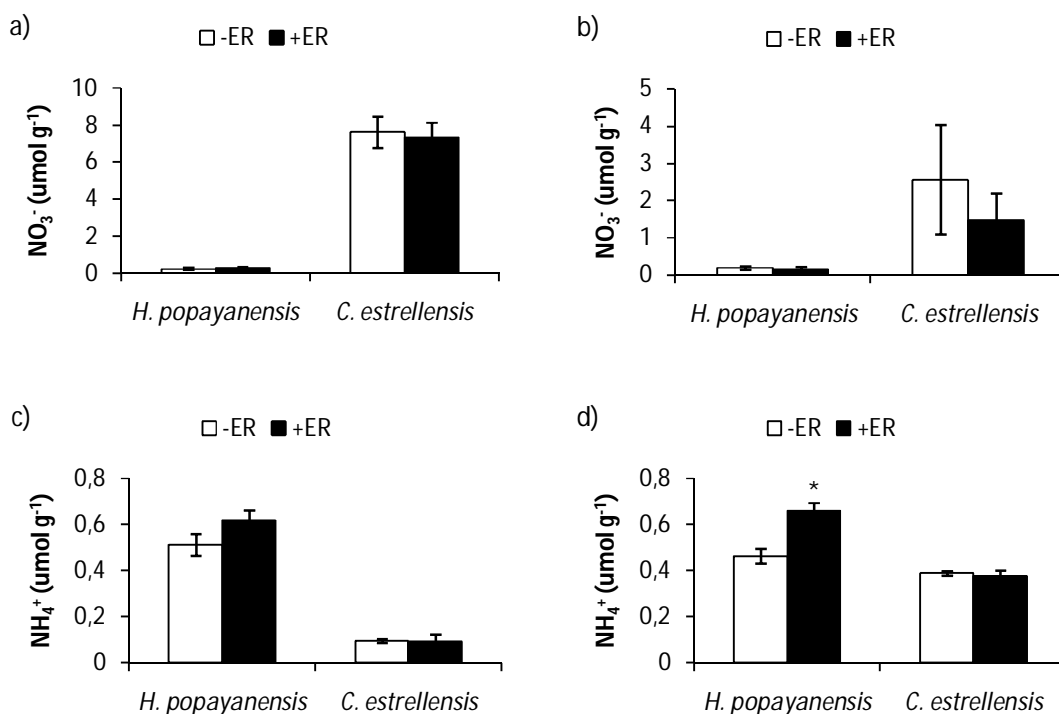 a)
-ER +ER
NO₃⁻ (umol g⁻¹)
10
8
6
4
2
0
H. popayanensis C. estrellensis
b)
-ER +ER
NO₃⁻ (umol g⁻¹)
5
4
3
2
1
0
H. popayanensis C. estrellensis
c)
-ER +ER
NH₄⁺ (umol g⁻¹)
0,8
0,6
0,4
0,2
0
H. popayanensis C. estrellensis
d)
-ER +ER
NH₄⁺ (umol g⁻¹)
0,8
0,6
0,4
0,2
0
*
H. popayanensis C. estrellensis